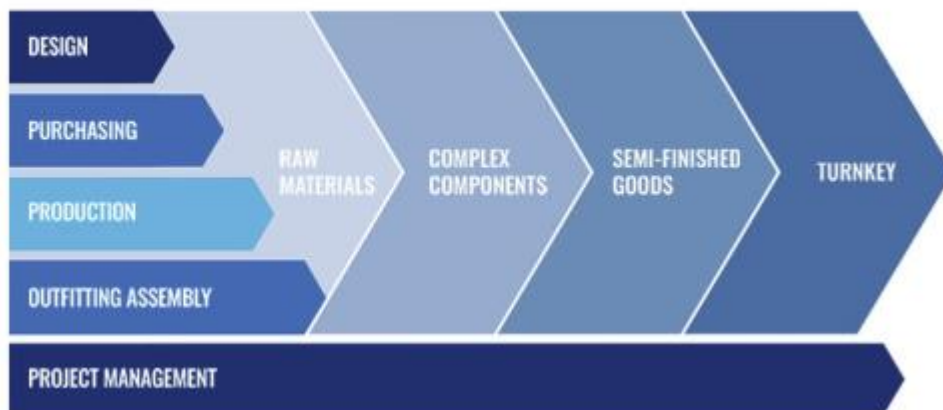 DESIGN
PURCHASING
PRODUCTION
OUTFITTING ASSEMBLY
RAW
MATERIALS
COMPLEX
COMPONENTS
SEMI-FINISHED
GOODS
TURNKEY
PROJECT MANAGEMENT